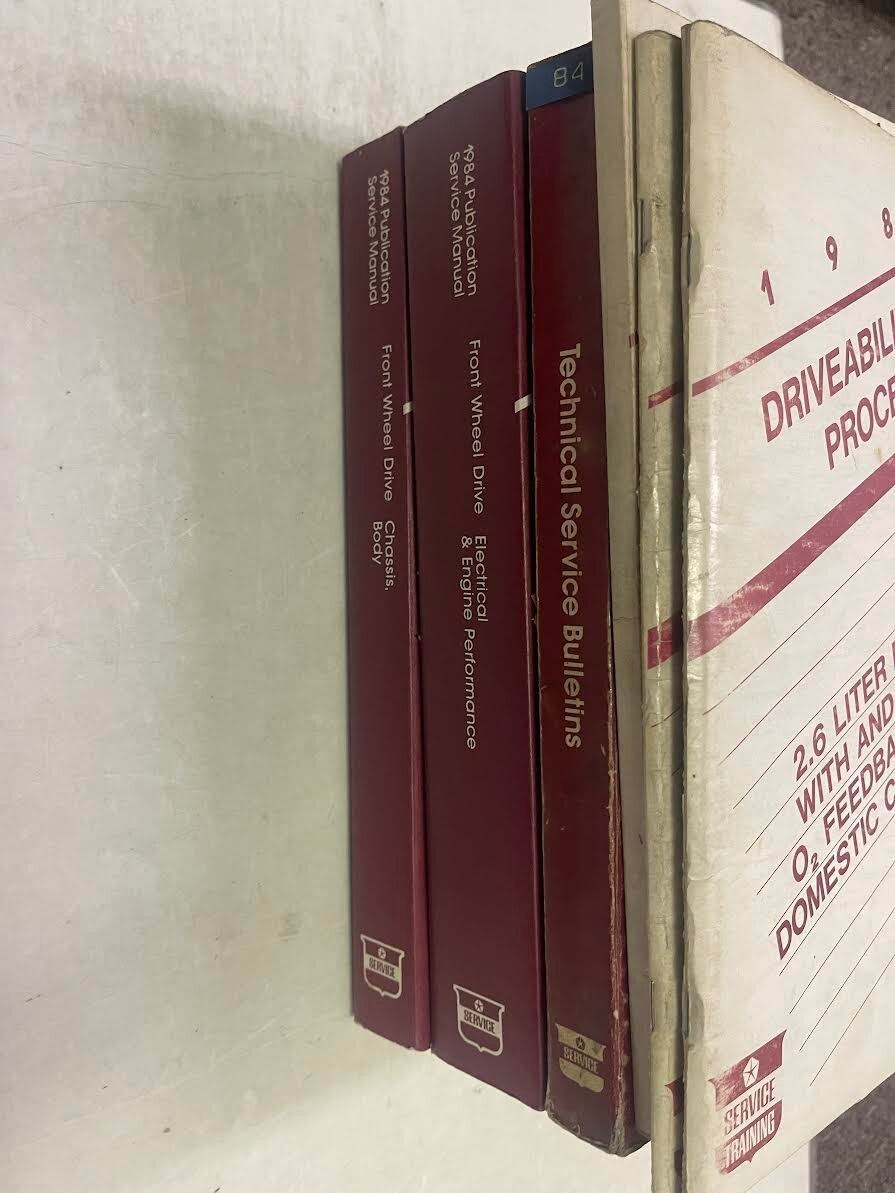 1984 Publication
Service Manual
Front Wheel Drive
Chassis,
Body
SERVICE
1984 Publication
Service Manual
Front Wheel Drive
Electrical
& Engine Performance
SERVICE
84
Technical Service Bulletins
SERVICE
1 9 8
DRIVEABILI
PROCE
2.6 LITER
WITH AND
O₂ FEEDBA
DOMESTIC C
SERVICE
TRAINING